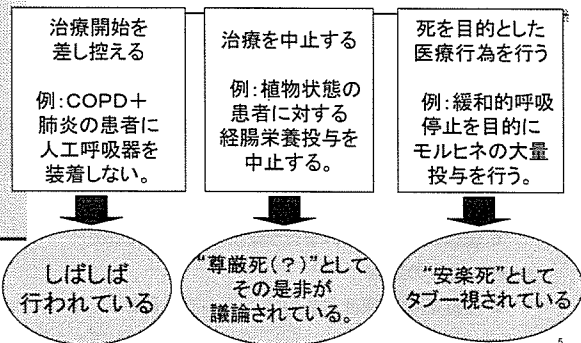 治療開始を
差し控える
例:COPD+
肺炎の患者に
人工呼吸器を
装着しない。
治療を中止する
例:植物状態の
患者に対する
経腸栄養投与を
中止する。
死を目的とした
医療行為を行う
例:緩和的呼吸
停止を目的に
モルヒネの大量
投与を行う。
しばしば
行われている
“尊厳死(?)”として
その是非が
議論されている。
“安楽死”として
タブー視されている
5